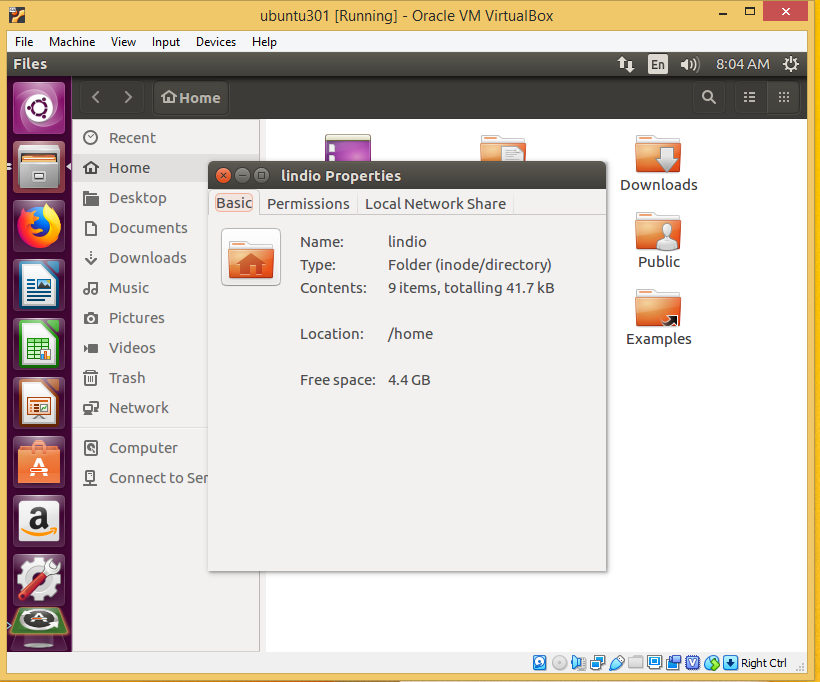 ubuntu301 [Running] - Oracle VM VirtualBox
File Machine View Input Devices Help
Files En 8:04 AM
Home
Recent
Home
Desktop
Documents
Downloads
Music
Pictures
Videos
Trash
Network
Computer
Connect to Ser
lindio Properties
Basic Permissions Local Network Share
Name: lindio
Type: Folder (inode/directory)
Contents: 9 items, totalling 41.7 kB
Location: /home
Free space: 4.4 GB
Downloads
Public
Examples
a
Right Ctrl